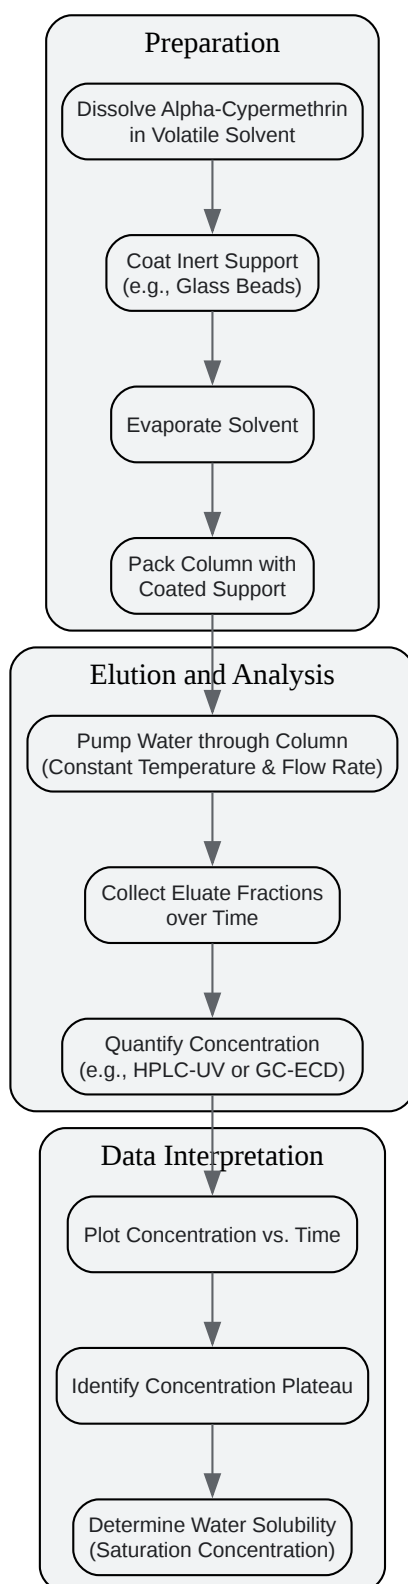 Preparation
Dissolve Alpha-Cypermethrin
in Volatile Solvent
Coat Inert Support
(e.g., Glass Beads)
Evaporate Solvent
Pack Column with
Coated Support
Elution and Analysis
Pump Water through Column
(Constant Temperature & Flow Rate)
Collect Eluate Fractions
over Time
Quantify Concentration
(e.g., HPLC-UV or GC-ECD)
Data Interpretation
Plot Concentration vs. Time
Identify Concentration Plateau
Determine Water Solubility
(Saturation Concentration)